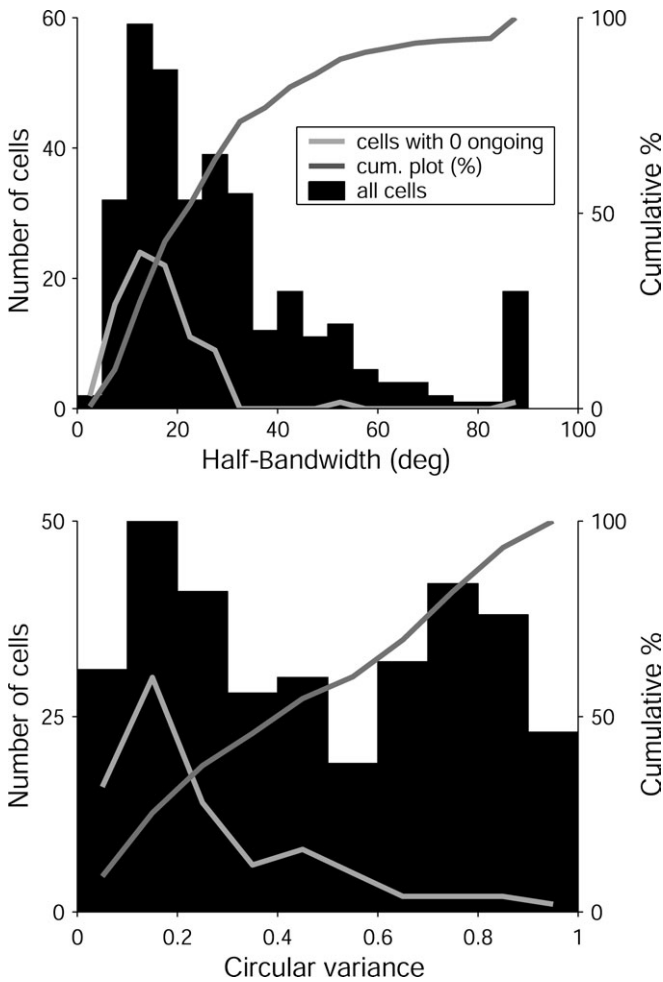 60
40
20
0
Number of cells
100
50
0
Cumulative %
cells with 0 ongoing
cum. plot (%)
all cells
0 20 40 60 80 100
Half-Bandwidth (deg)
50
25
0
Number of cells
100
50
0
Cumulative %
0 0.2 0.4 0.6 0.8 1
Circular variance